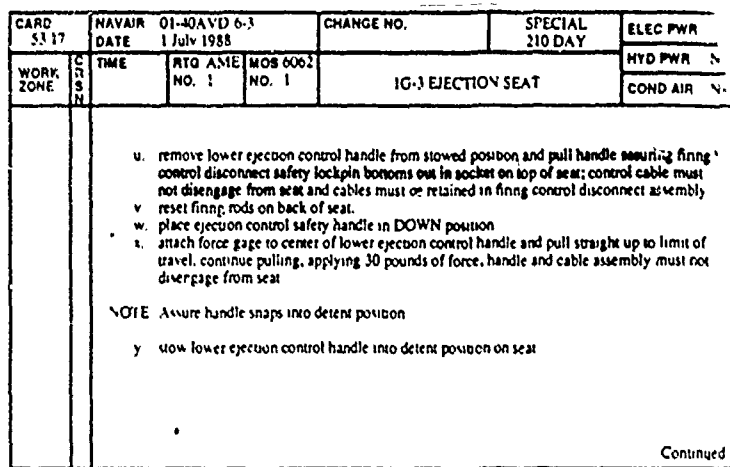 CARD 53 17
NAVAIR 01-40AVD 6-3
DATE 1 July 1988
CHANGE NO.
SPECIAL
210 DAY
ELEC PWR
HYD PWR N
COND AIR
WORK ZONE
CRSN
TIME
RTG AME
NO. 1
MOS 6062
NO. 1
IG-3 EJECTION SEAT
u. remove lower ejection control handle from stowed position and pull handle assuring firing
control disconnect safety lockpin bottoms out in socket on top of seat; control cable must
not disengage from seat and cables must be retained in firing control disconnect assembly
v reset firing rods on back of seat.
w. place ejection control safety handle in DOWN position
x. attach force gage to center of lower ejection control handle and pull straight up to limit of
travel, continue pulling, applying 30 pounds of force, handle and cable assembly must not
disengage from seat
NOTE Assure handle snaps into detent position
y stow lower ejection control handle into detent position on seat
Continued